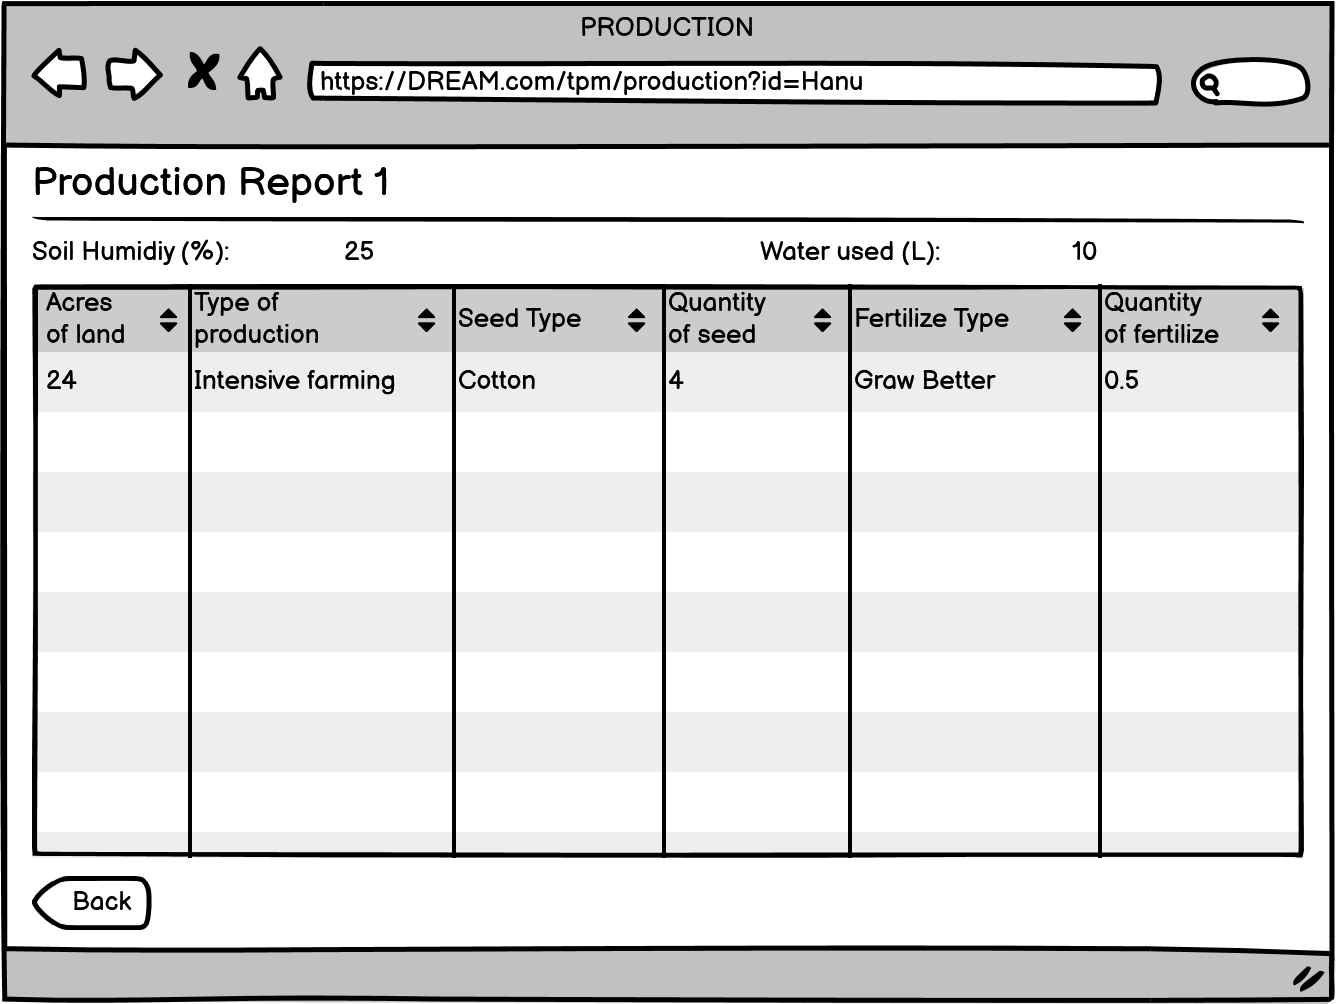 PRODUCTION
https://DREAM.com/tpm/production?id=Hanu
Production Report 1
Soil Humidiy (%): 25 Water used (L): 10
Acres of land Type of production Seed Type Quantity of seed Fertilize Type Quantity of fertilize
24 Intensive farming Cotton 4 Graw Better 0.5
Back